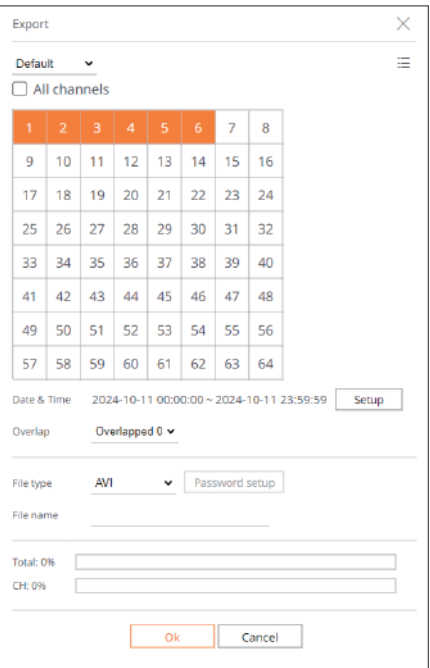 Export
Default
All channels
1 2 3 4 5 6 7 8
9 10 11 12 13 14 15 16
17 18 19 20 21 22 23 24
25 26 27 28 29 30 31 32
33 34 35 36 37 38 39 40
41 42 43 44 45 46 47 48
49 50 51 52 53 54 55 56
57 58 59 60 61 62 63 64
Date & Time 2024-10-11 00:00:00 ~ 2024-10-11 23:59:59 Setup
Overlap Overlapped 0
File type AVI Password setup
File name
Total: 0%
CH: 0%
Ok Cancel